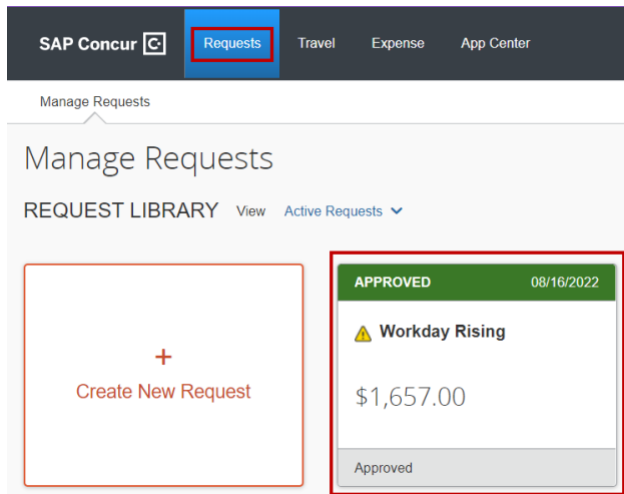 SAP Concur C Requests Travel Expense App Center
Manage Requests
Manage Requests
REQUEST LIBRARY View Active Requests
APPROVED 08/16/2022
Workday Rising
+
Create New Request
$1,657.00
Approved